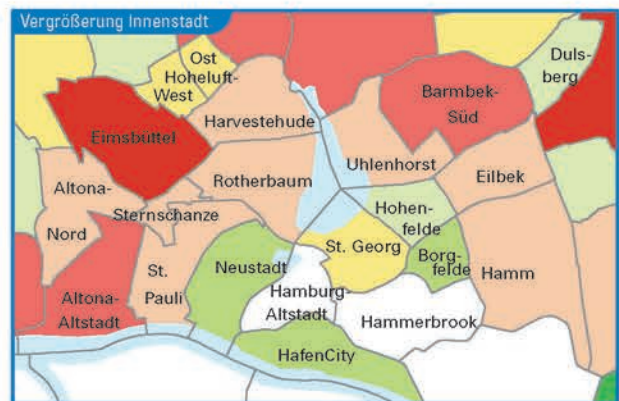 Vergrößerung Innenstadt
Ost
Hoheluft-
West
Duls-
berg
Barmbek-
Süd
Eimsbüttel
Harvestehude
Uhlenhorst
Eilbek
Altona-
Nord
Rotherbaum
Sternschanze
Hohen-
felde
St. Georg
Borg-
felde
Hamm
St.
Pauli
Neustadt
Altona-
Altstadt
Hamburg-
Altstadt
Hammerbrook
HafenCity